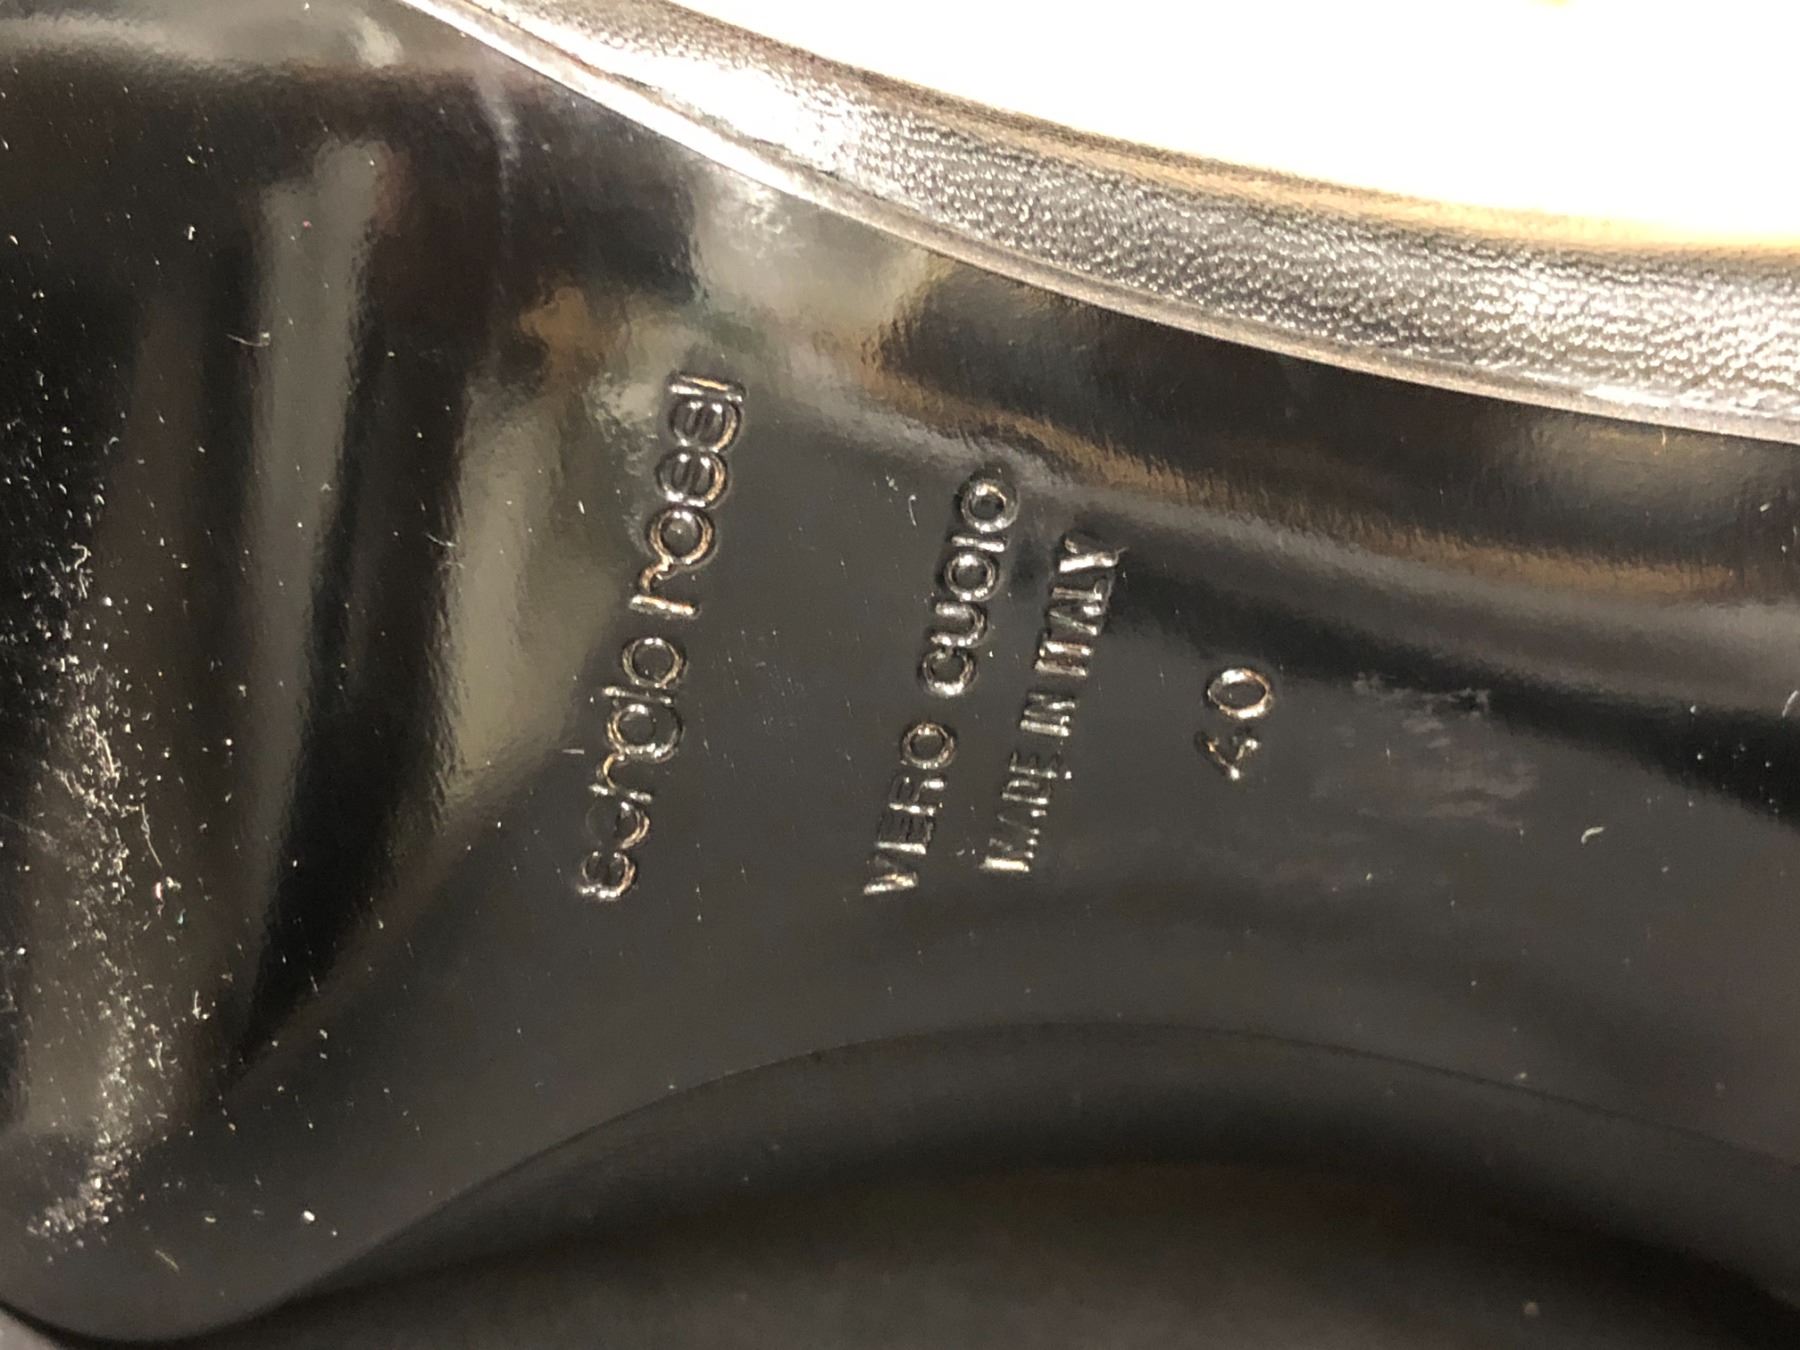 sergio rossi
VERO CUOIO
MADE IN ITALY
40